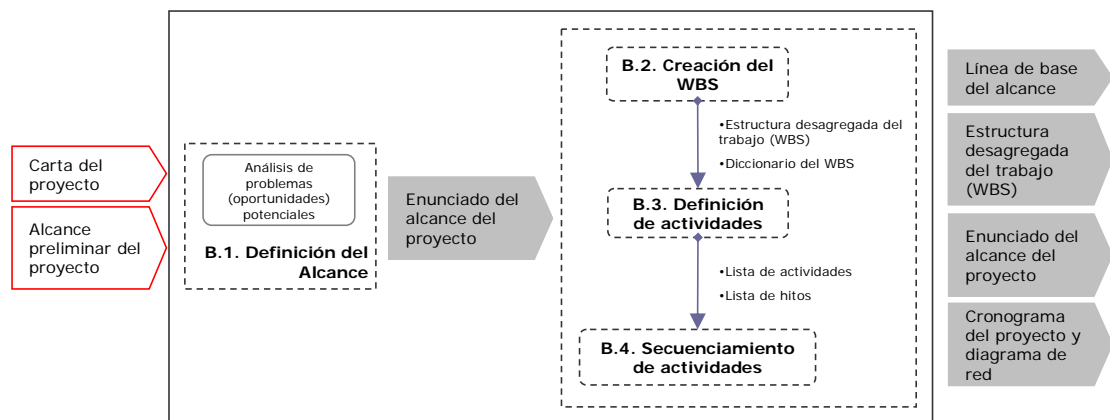 Carta del
proyecto
Alcance
preliminar del
proyecto
Análisis de
problemas
(oportunidades)
potenciales
B.1. Definición del
Alcance
Enunciado del
alcance del
proyecto
B.2. Creación del
WBS
•Estructura desagregada del
trabajo (WBS)
•Diccionario del WBS
B.3. Definición
de actividades
•Lista de actividades
•Lista de hitos
B.4. Secuenciamiento
de actividades
Línea de base
del alcance
Estructura
desagregada
del trabajo
(WBS)
Enunciado del
alcance del
proyecto
Cronograma
del proyecto y
diagrama de
red